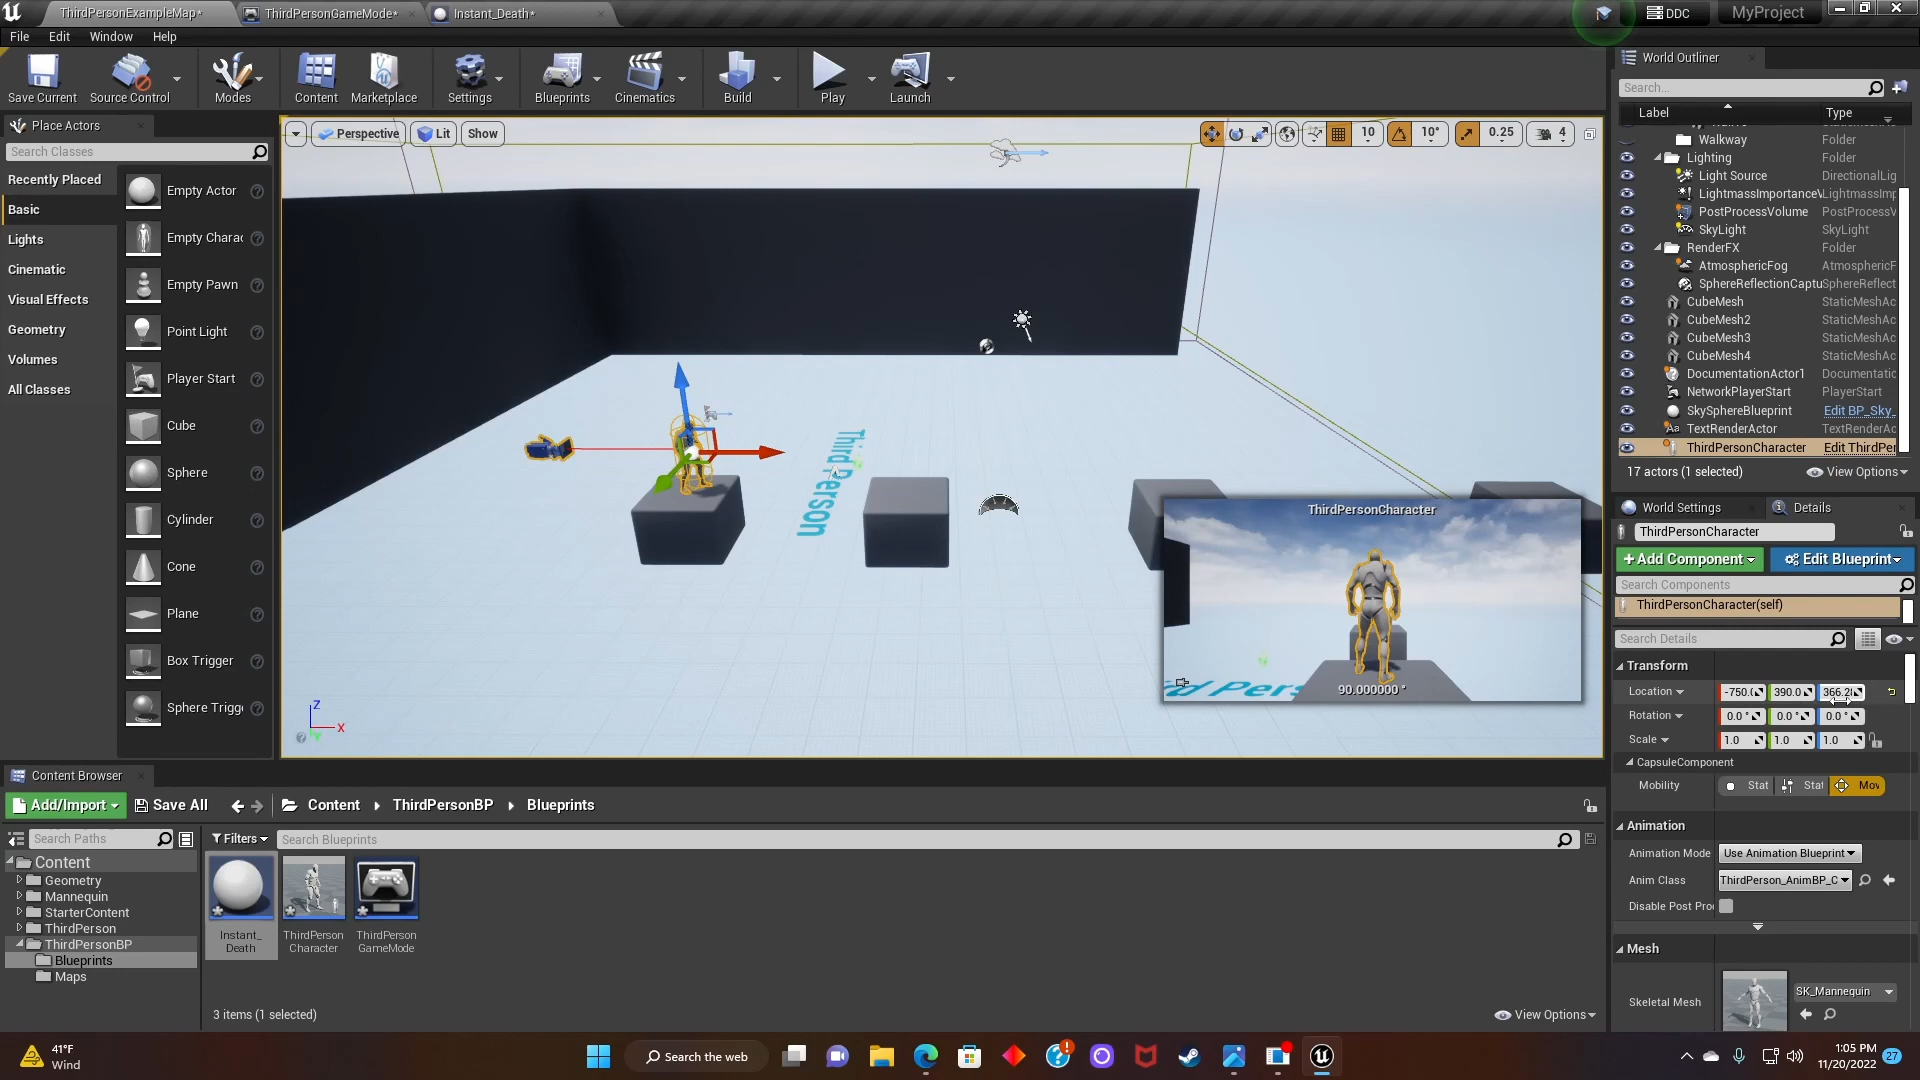 ThirdPersonExampleMap*
ThirdPersonGameMode*
Instant_Death*
DDC
MyProject
File
Edit
Window
Help
Save Current
Source Control
Modes
Content
Marketplace
Settings
Blueprints
Cinematics
Build
Play
Launch
World Outliner
Search...
Label
Type
Place Actors
Search Classes
Recently Placed
Basic
Lights
Cinematic
Visual Effects
Geometry
Volumes
All Classes
Empty Actor
Empty Charac
Empty Pawn
Point Light
Player Start
Cube
Sphere
Cylinder
Cone
Plane
Box Trigger
Sphere Trigge
Perspective
Lit
Show
10
10°
0.25
4
ThirdPerson
Z
X
Y
ThirdPersonCharacter
rd Pers
90.000000 °
Walkway Folder
Lighting Folder
Light Source DirectionalLig
LightmassImportanceV LightmassImp
PostProcessVolume PostProcessV
SkyLight SkyLight
RenderFX Folder
AtmosphericFog AtmosphericF
SphereReflectionCaptu SphereReflect
CubeMesh StaticMeshAc
CubeMesh2 StaticMeshAc
CubeMesh3 StaticMeshAc
CubeMesh4 StaticMeshAc
DocumentationActor1 Documentatic
NetworkPlayerStart PlayerStart
SkySphereBlueprint Edit BP_Sky_
TextRenderActor TextRenderAc
ThirdPersonCharacter Edit ThirdPer
17 actors (1 selected)
View Options
World Settings
Details
ThirdPersonCharacter
+Add Component
Edit Blueprint
Search Components
ThirdPersonCharacter(self)
Search Details
Transform
Location -750.( 390.0 366.2
Rotation 0.0 ° 0.0 ° 0.0 °
Scale 1.0 1.0 1.0
CapsuleComponent
Mobility Stat Stat Mov
Animation
Animation Mode Use Animation Blueprint
Anim Class ThirdPerson_AnimBP_C
Disable Post Pro
Mesh
Skeletal Mesh
SK_Mannequin
Content Browser
Add/Import
Save All
Content
ThirdPersonBP
Blueprints
Search Paths
Filters
Search Blueprints
Content
Geometry
Mannequin
StarterContent
ThirdPerson
ThirdPersonBP
Blueprints
Maps
Instant_
Death
ThirdPerson
Character
ThirdPerson
GameMode
3 items (1 selected)
View Options
41°F
Wind
Search the web
1:05 PM
11/20/2022
27